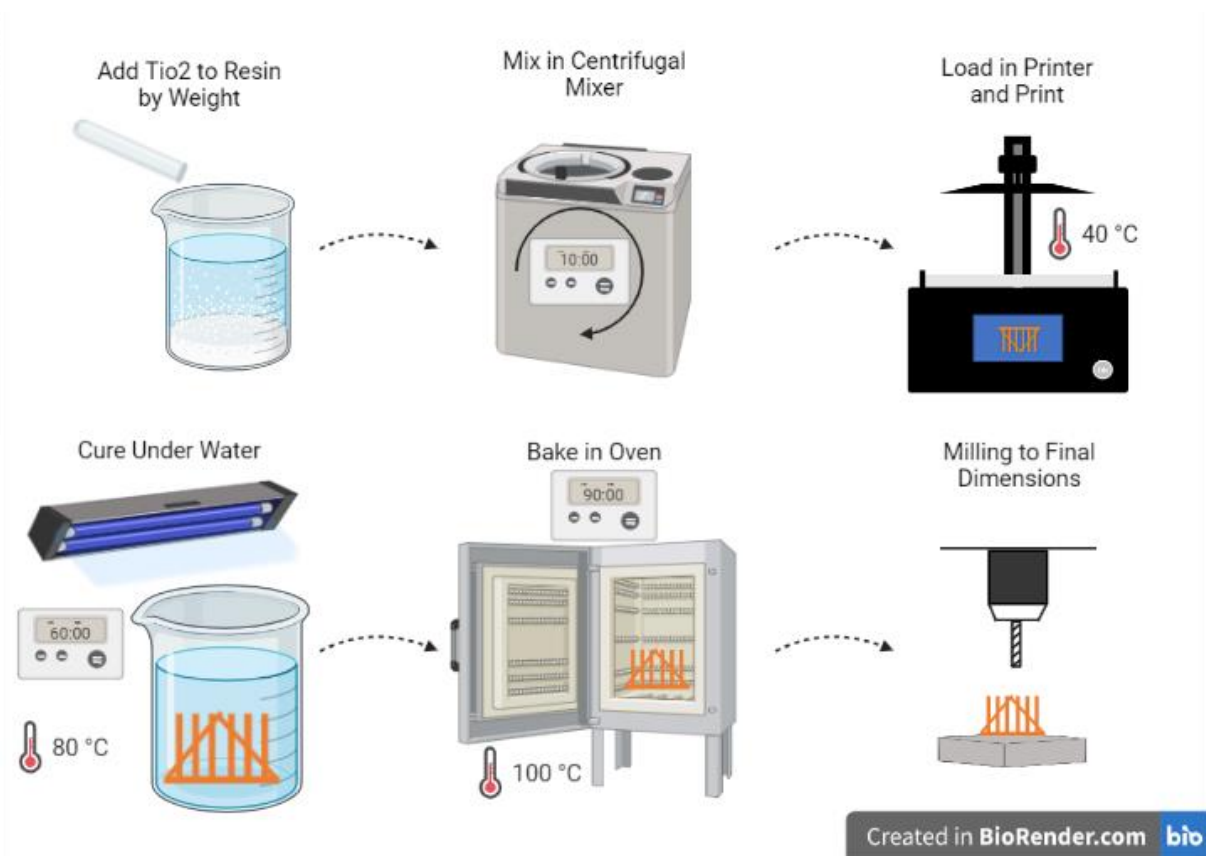 Add Tio2 to Resin
by Weight
Mix in Centrifugal
Mixer
Load in Printer
and Print
10:00
40 °C
Cure Under Water
Bake in Oven
Milling to Final
Dimensions
90:00
60:00
80 °C
100 °C
Created in BioRender.com bio